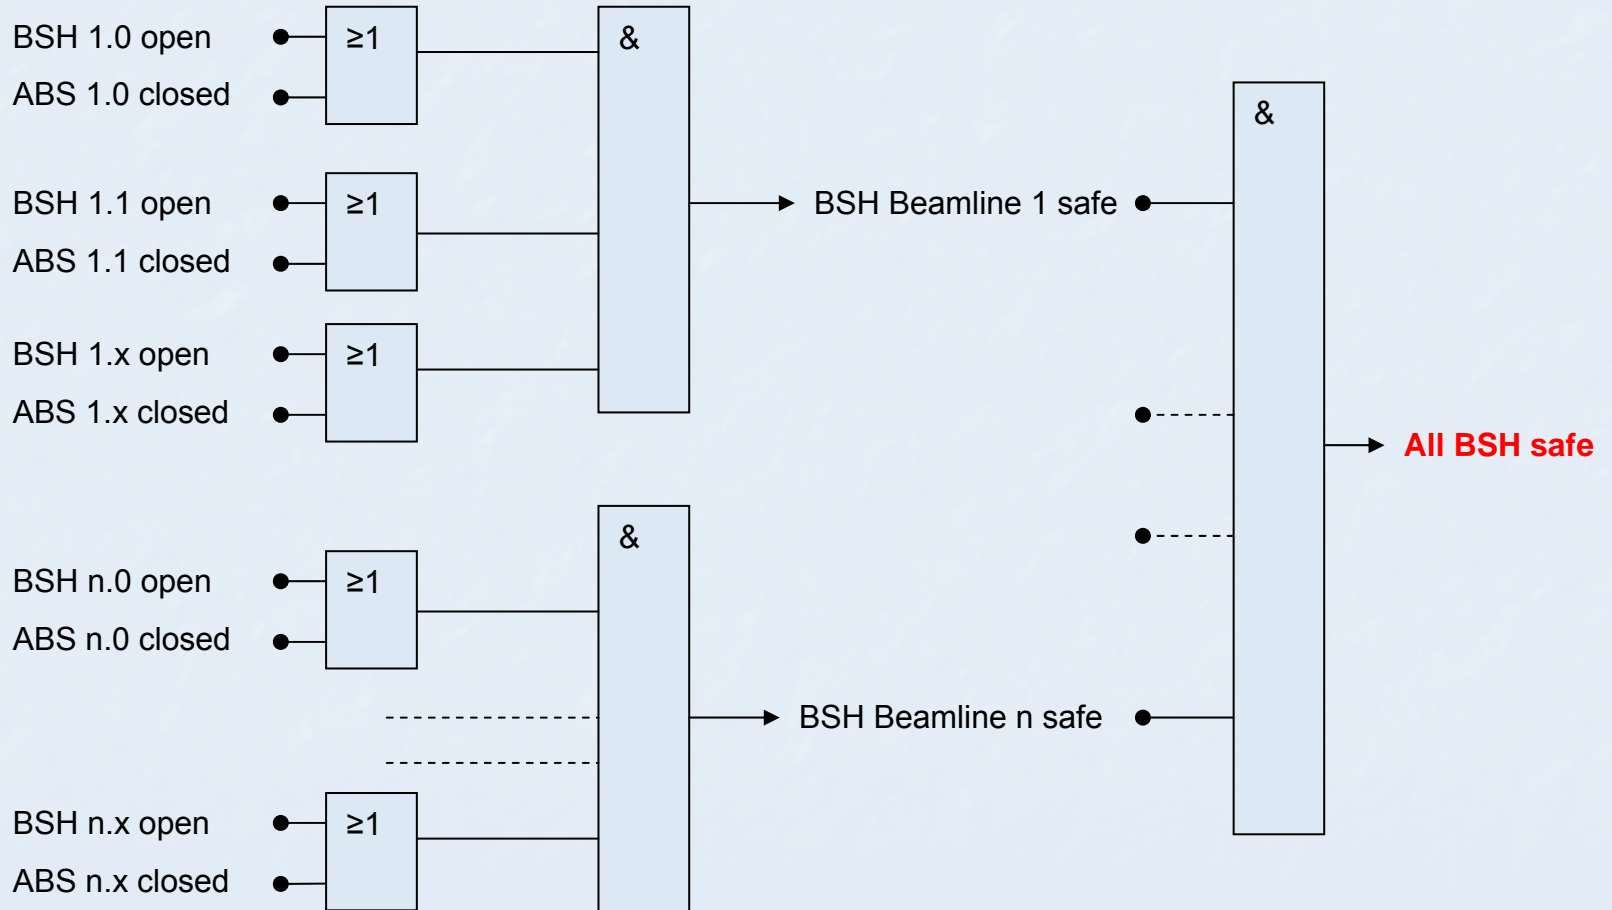 BSH 1.0 open
ABS 1.0 closed
≥1
&
BSH 1.1 open
ABS 1.1 closed
≥1
BSH 1.x open
ABS 1.x closed
≥1
BSH Beamline 1 safe
&
All BSH safe
BSH n.0 open
ABS n.0 closed
≥1
&
BSH n.x open
ABS n.x closed
≥1
BSH Beamline n safe